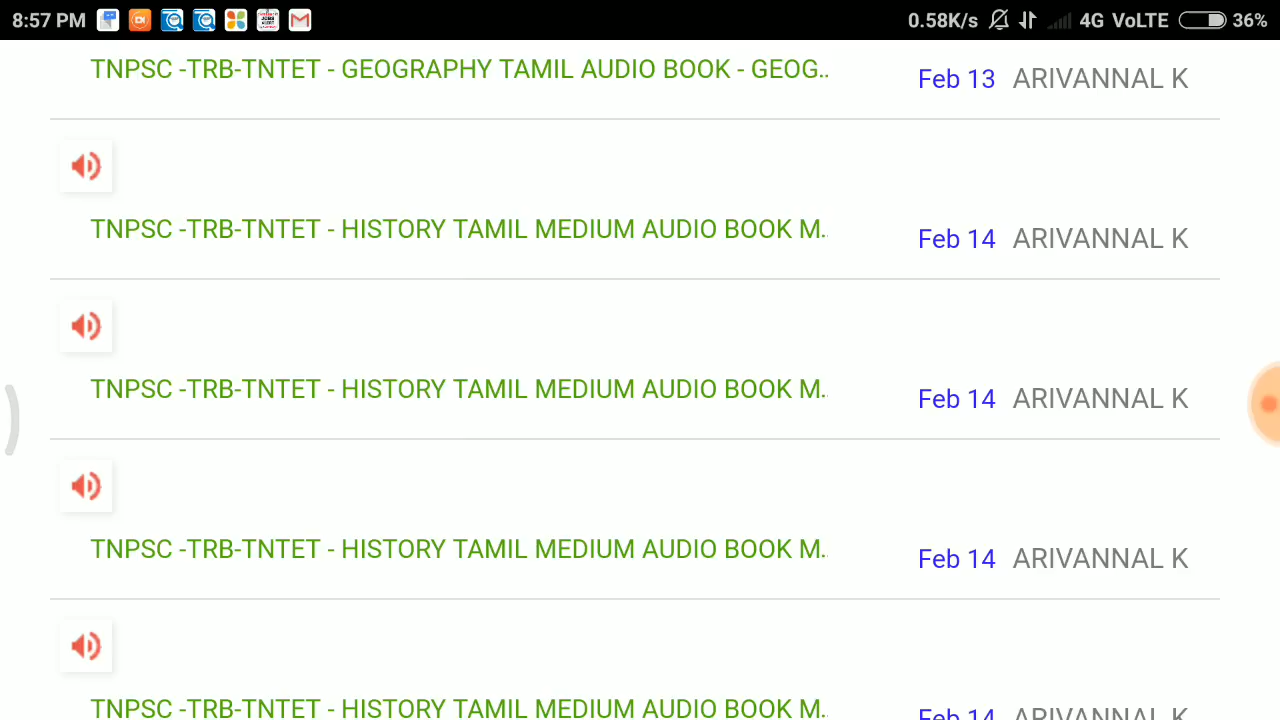 8:57 PM 0.58K/s 4G VoLTE 36%
TNPSC -TRB-TNTET - GEOGRAPHY TAMIL AUDIO BOOK - GEOG.. Feb 13 ARIVANNAL K
TNPSC -TRB-TNTET - HISTORY TAMIL MEDIUM AUDIO BOOK M.. Feb 14 ARIVANNAL K
TNPSC -TRB-TNTET - HISTORY TAMIL MEDIUM AUDIO BOOK M.. Feb 14 ARIVANNAL K
TNPSC -TRB-TNTET - HISTORY TAMIL MEDIUM AUDIO BOOK M.. Feb 14 ARIVANNAL K
TNPSC -TRB-TNTET - HISTORY TAMIL MEDIUM AUDIO BOOK M.. Feb 14 ARIVANNAL K